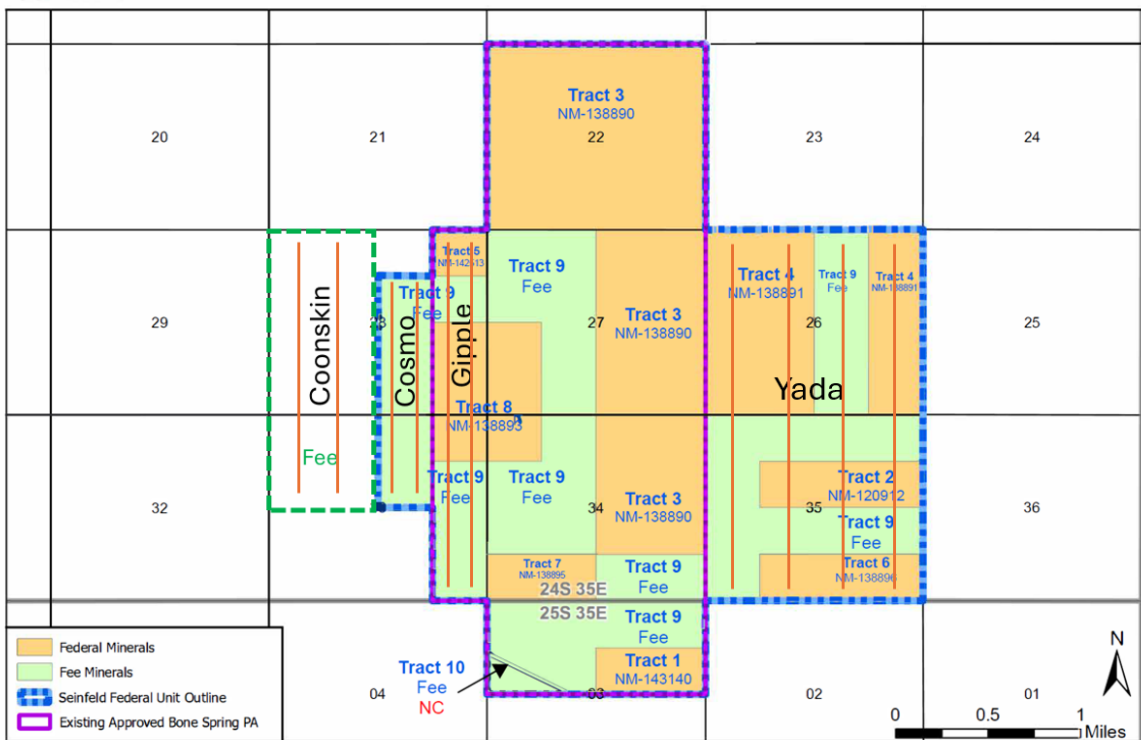 20
21
Tract 3
NM-138890
22
23
24
29
Coonskin
Fee
Cosmo
Gipple
Tract 5
Tract 9
Fee
Tract 9
Fee
27
Tract 3
NM-138890
Tract 4
NM-138891
Tract 9
Fee
Tract 4
NM-138891
26
25
Yada
Tract 8
NM-138893
32
Tract 9
Fee
Tract 9
Fee
34
Tract 3
NM-138890
Tract 2
NM-120912
35
Tract 9
Fee
36
Tract 7
NM-138895
Tract 9
Fee
Tract 6
NM-138896
24S 35E
25S 35E
Tract 9
Fee
Tract 1
NM-143140
Tract 10
Fee
NC
04
03
02
01
Federal Minerals
Fee Minerals
Seinfeld Federal Unit Outline
Existing Approved Bone Spring PA
N
0 0.5 1
Miles